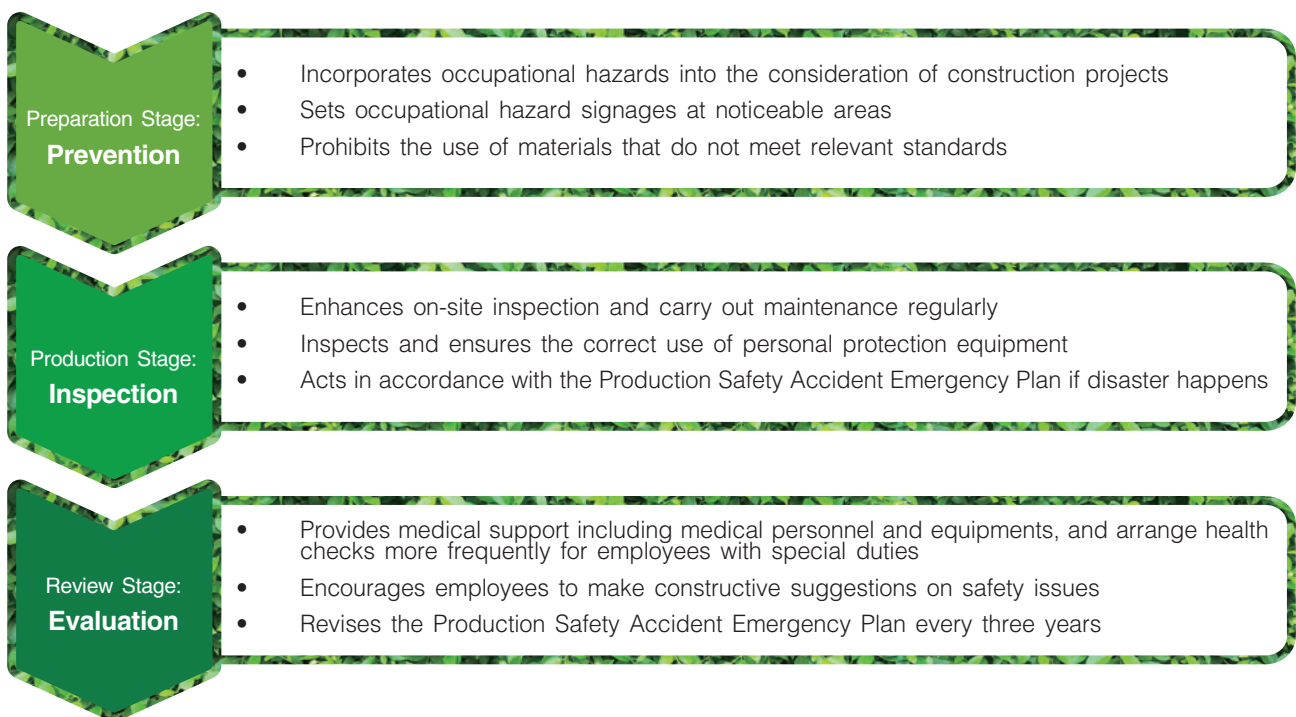 Preparation Stage:
Prevention
• Incorporates occupational hazards into the consideration of construction projects
• Sets occupational hazard signages at noticeable areas
• Prohibits the use of materials that do not meet relevant standards
Production Stage:
Inspection
• Enhances on-site inspection and carry out maintenance regularly
• Inspects and ensures the correct use of personal protection equipment
• Acts in accordance with the Production Safety Accident Emergency Plan if disaster happens
Review Stage:
Evaluation
• Provides medical support including medical personnel and equipments, and arrange health
checks more frequently for employees with special duties
• Encourages employees to make constructive suggestions on safety issues
• Revises the Production Safety Accident Emergency Plan every three years